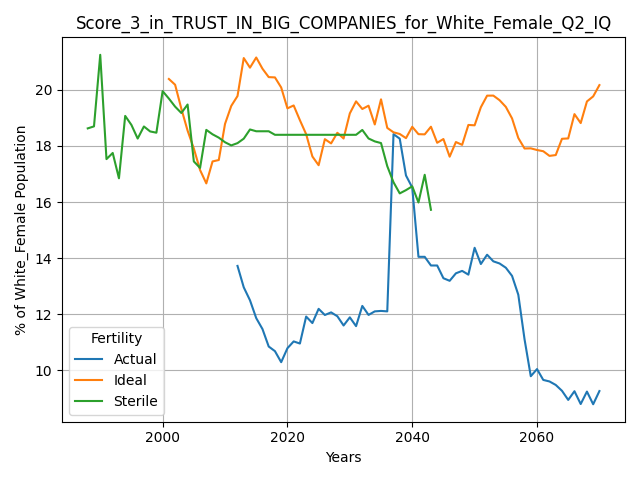 Score_3_in_TRUST_IN_BIG_COMPANIES_for_White_Female_Q2_IQ
% of White_Female Population
20
18
16
14
12
10
Fertility
Actual
Ideal
Sterile
2000
2020
2040
2060
Years